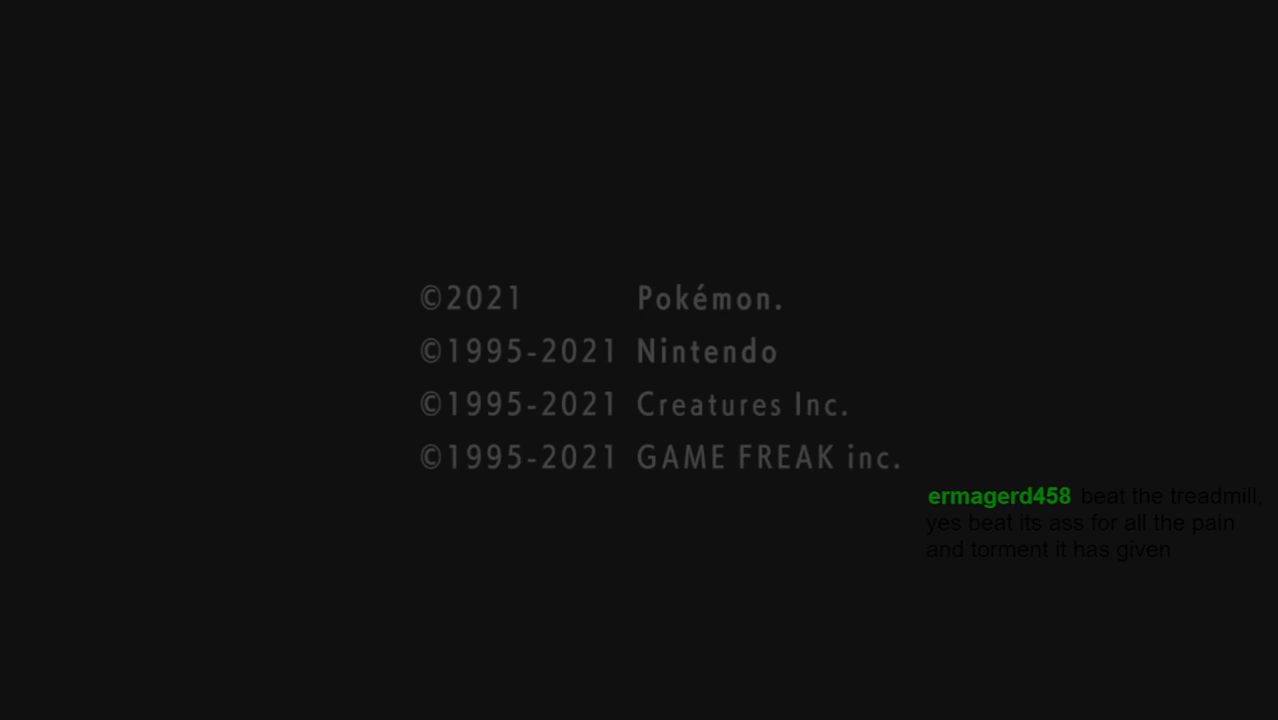 ©2021 Pokémon.
©1995-2021 Nintendo
©1995-2021 Creatures Inc.
©1995-2021 GAME FREAK inc.
ermagerd458 beat the treadmill,
yes beat its ass for all the pain
and torment it has given